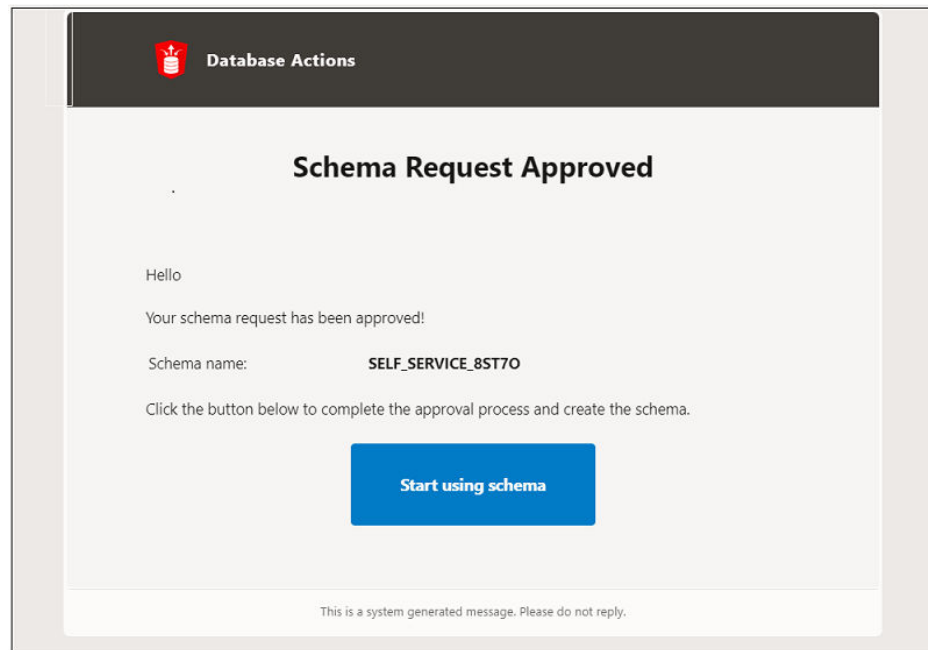 Database Actions
Schema Request Approved
.
Hello
Your schema request has been approved!
Schema name: SELF_SERVICE_8ST7O
Click the button below to complete the approval process and create the schema.
Start using schema
This is a system generated message. Please do not reply.